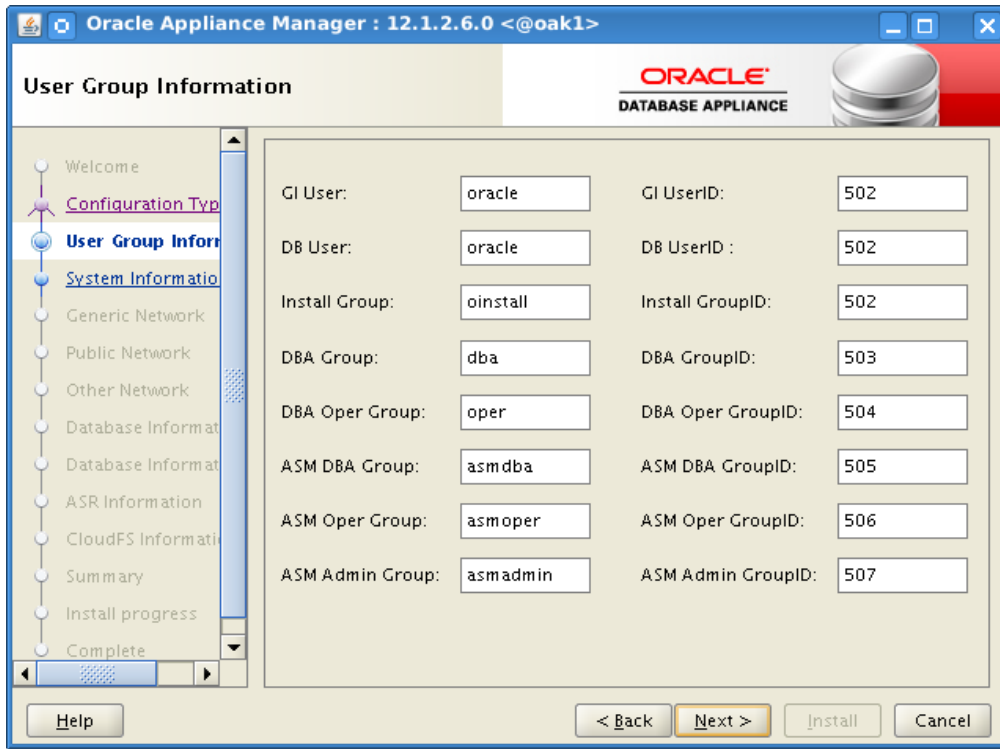 Oracle Appliance Manager : 12.1.2.6.0 <@oak1>
User Group Information
ORACLE
DATABASE APPLIANCE
Welcome
Configuration Typ
User Group Inforr
System Informatio
Generic Network
Public Network
Other Network
Database Informat
Database Informat
ASR Information
CloudFS Informati
Summary
Install progress
Complete
GI User: oracle GI UserID: 502
DB User: oracle DB UserID : 502
Install Group: oinstall Install GroupID: 502
DBA Group: dba DBA GroupID: 503
DBA Oper Group: oper DBA Oper GroupID: 504
ASM DBA Group: asmdba ASM DBA GroupID: 505
ASM Oper Group: asmoper ASM Oper GroupID: 506
ASM Admin Group: asmadmin ASM Admin GroupID: 507
Help < Back Next > Install Cancel